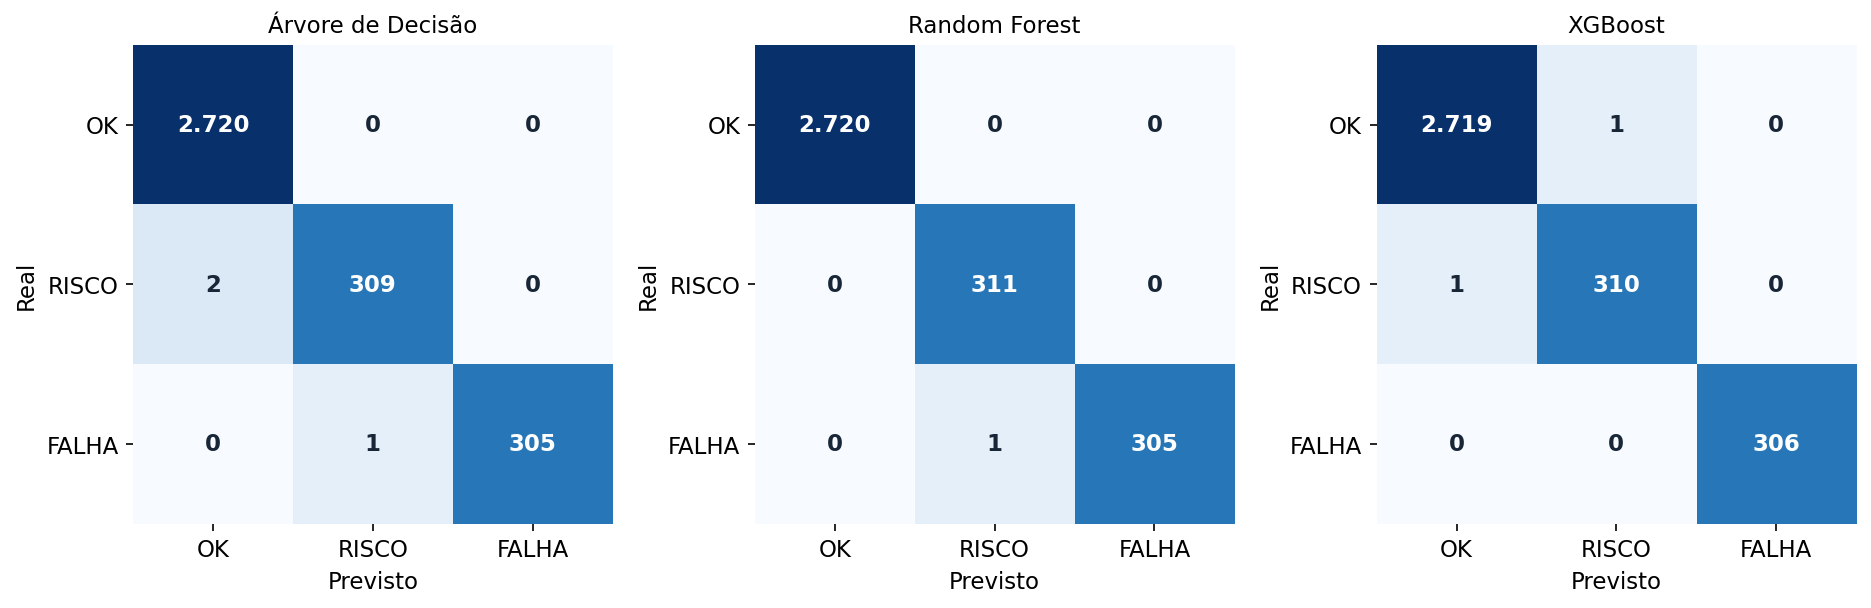 Árvore de Decisão
Real
OK 2.720 0 0
RISCO 2 309 0
FALHA 0 1 305
OK RISCO FALHA
Previsto
Random Forest
Real
OK 2.720 0 0
RISCO 0 311 0
FALHA 0 1 305
OK RISCO FALHA
Previsto
XGBoost
Real
OK 2.719 1 0
RISCO 1 310 0
FALHA 0 0 306
OK RISCO FALHA
Previsto